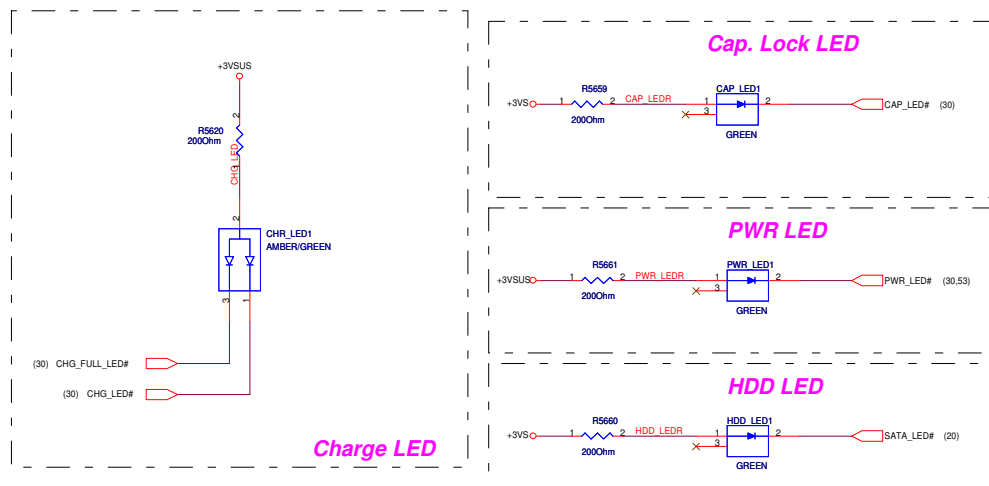 +3VSUS
2
R5620
200Ohm
CHG_LED
1
2
CHR_LED1
AMBER/GREEN
3
1
(30) CHG_FULL_LED#
(30) CHG_LED#
Charge LED
Cap. Lock LED
+3VS
1
R5659
200Ohm
2
CAP_LEDR
1
3
CAP_LED1
GREEN
2
CAP_LED# (30)
PWR LED
+3VSUS
1
R5661
200Ohm
2
PWR_LEDR
1
3
PWR_LED1
GREEN
2
PWR_LED# (30,53)
HDD LED
+3VS
1
R5660
200Ohm
2
HDD_LEDR
1
3
HDD_LED1
GREEN
2
SATA_LED# (20)